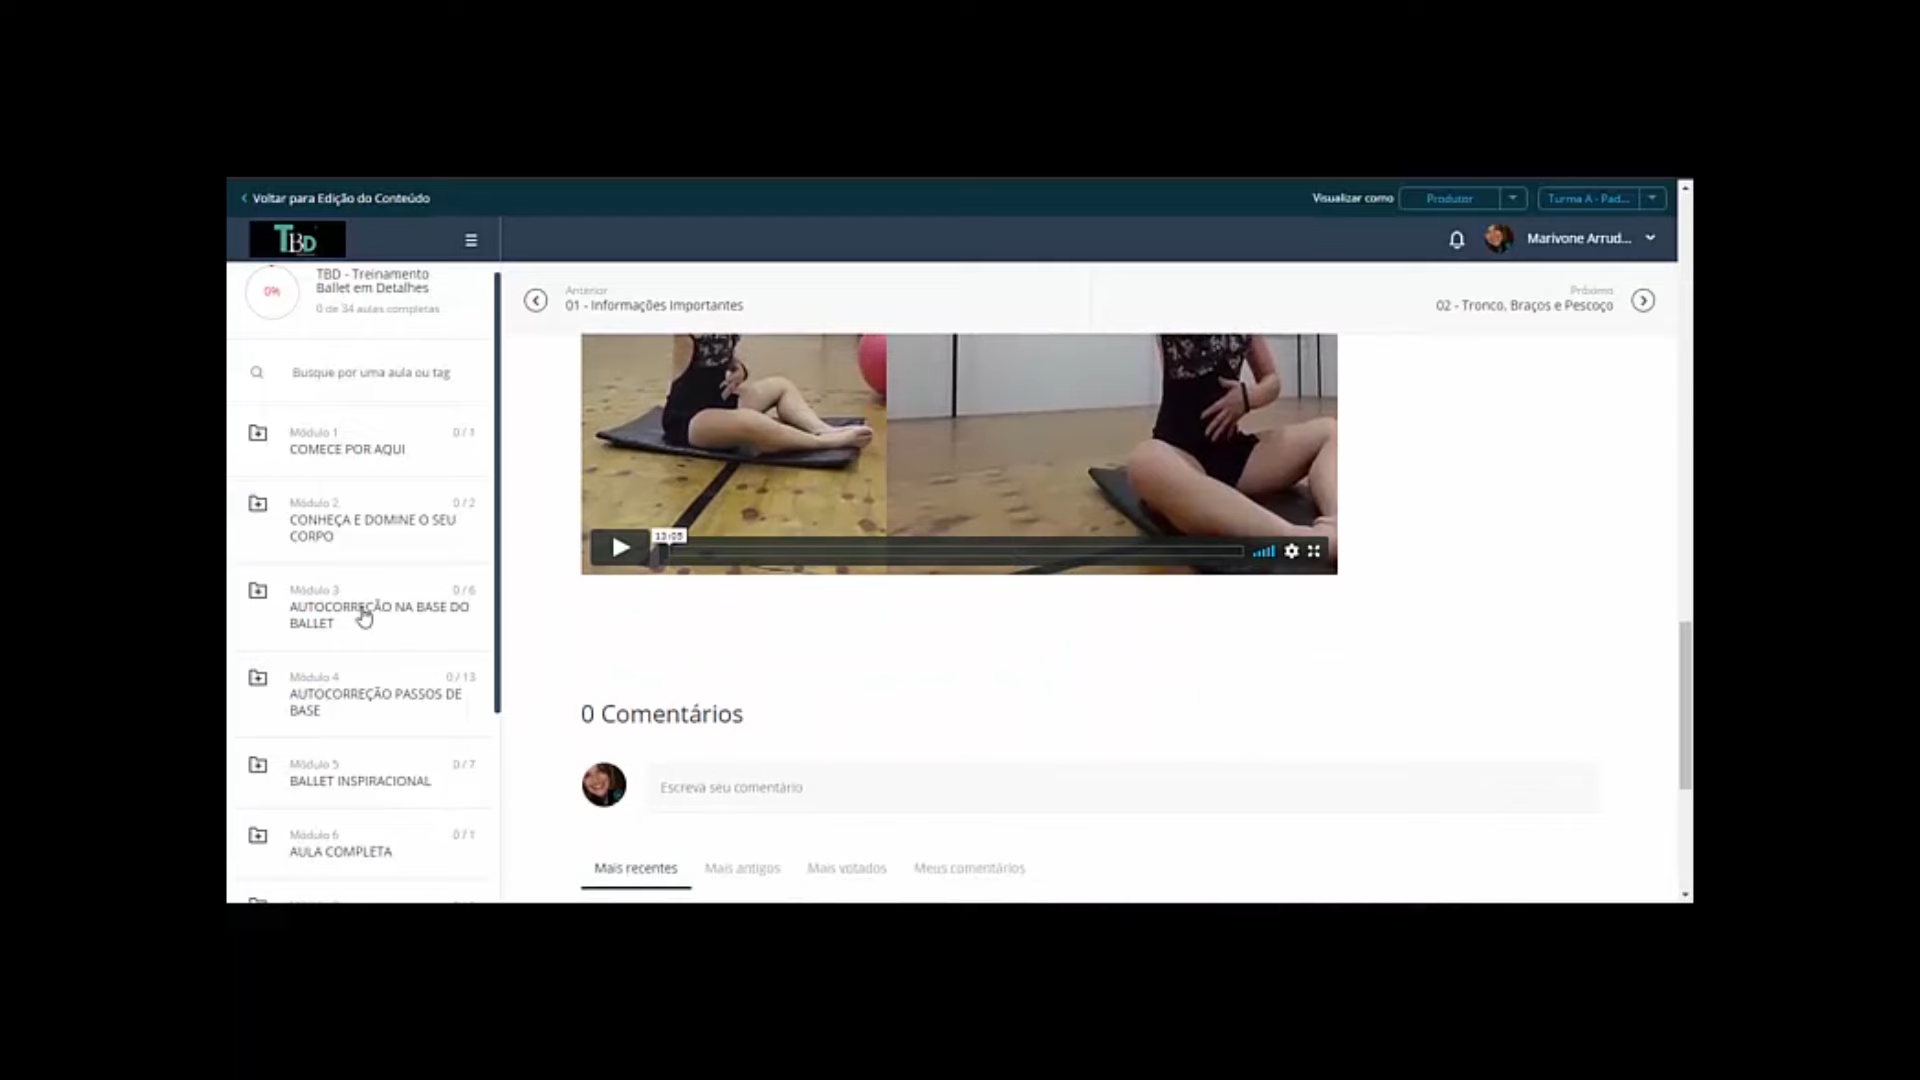 Voltar para Edição do Conteúdo
Visualizar como
Produtor
Turma A - Pad...
TBD
Marivone Arrud...
0%
TBD - Treinamento
Ballet em Detalhes
0 de 34 aulas completas
Anterior
01 - Informações Importantes
Próxima
02 - Tronco, Braços e Pescoço
Busque por uma aula ou tag
Módulo 1 0 / 1
COMECE POR AQUI
Módulo 2 0 / 2
CONHEÇA E DOMINE O SEU
CORPO
Módulo 3 0 / 6
AUTOCORREÇÃO NA BASE DO
BALLET
Módulo 4 0 / 13
AUTOCORREÇÃO PASSOS DE
BASE
Módulo 5 0 / 7
BALLET INSPIRACIONAL
Módulo 6 0 / 1
AULA COMPLETA
13:05
0 Comentários
Escreva seu comentário
Mais recentes
Mais antigos
Mais votados
Meus comentários